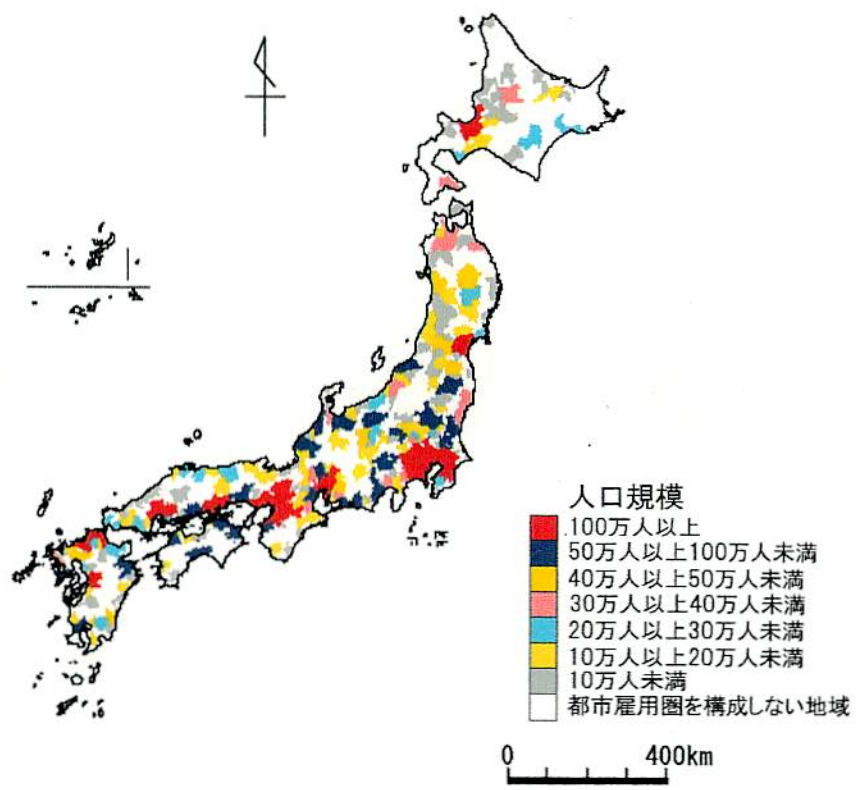 人口規模
100万人以上
50万人以上100万人未満
40万人以上50万人未満
30万人以上40万人未満
20万人以上30万人未満
10万人以上20万人未満
10万人未満
都市雇用圏を構成しない地域
0 400km